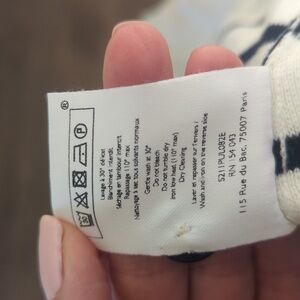 ®
30
P
Lavage à 30° délicat
Blanchiment interdit
Séchage en tambour interdit
Repassage 110° max
Nettoyage à sec solvants normaux
Gentle wash at 30°
Do not bleach
Do not tumble dry
Iron low heat (110° max)
Dry Cleaning
Laver et repasser sur l'envers /
Wash and iron on the reverse side
S211PULO82E
RN 154 043
115 Rue du Bac, 75007 Paris